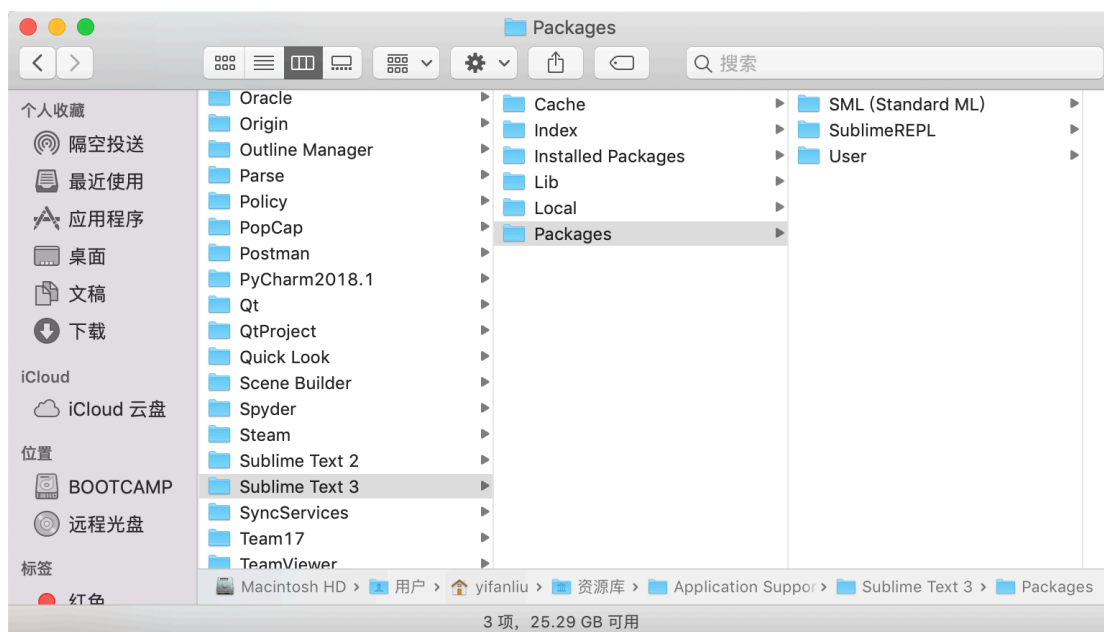 Packages
搜索
个人收藏
隔空投送
最近使用
应用程序
桌面
文稿
下载
iCloud
iCloud 云盘
位置
BOOTCAMP
远程光盘
标签
红色
Oracle
Origin
Outline Manager
Parse
Policy
PopCap
Postman
PyCharm2018.1
Qt
QtProject
Quick Look
Scene Builder
Spyder
Steam
Sublime Text 2
Sublime Text 3
SyncServices
Team17
TeamViewer
Cache
Index
Installed Packages
Lib
Local
Packages
SML (Standard ML)
SublimeREPL
User
Macintosh HD › 用户 › yifanliu › 资源库 › Application Suppor › Sublime Text 3 › Packages
3 项，25.29 GB 可用